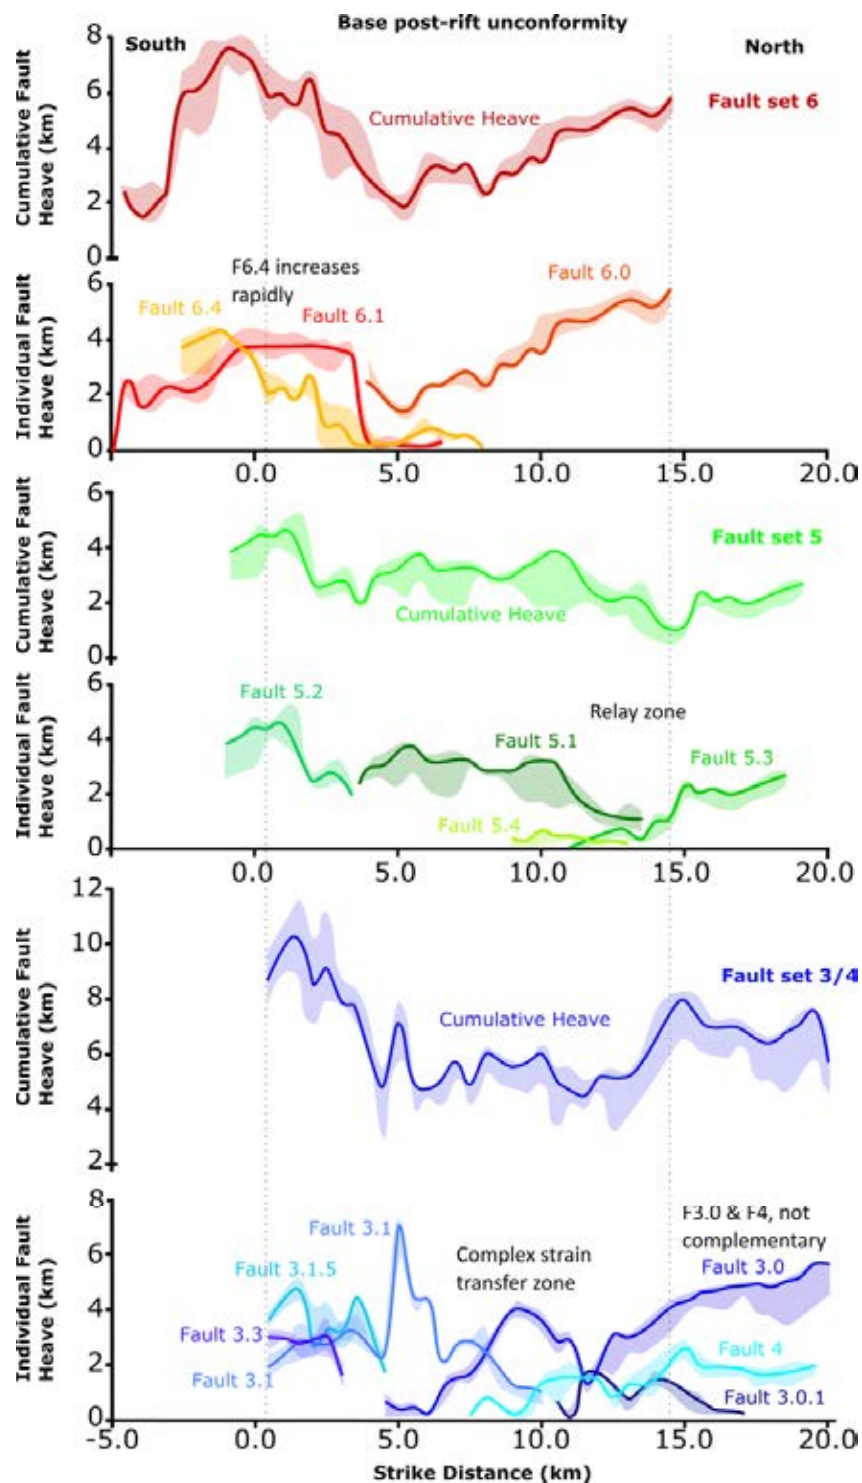 Base post-rift unconformity
South
North
Fault set 6
Cumulative Heave
Cumulative Fault
Heave (km)
8
6
4
2
0
F6.4 increases
rapidly
Fault 6.0
Fault 6.4
Fault 6.1
Individual Fault
Heave (km)
6
4
2
0
0.0 5.0 10.0 15.0 20.0
Fault set 5
Cumulative Heave
Cumulative Fault
Heave (km)
6
4
2
0
Fault 5.2
Relay zone
Fault 5.1
Fault 5.3
Fault 5.4
Individual Fault
Heave (km)
6
4
2
0
0.0 5.0 10.0 15.0 20.0
Fault set 3/4
Cumulative Heave
Cumulative Fault
Heave (km)
12
10
8
6
4
2
F3.0 & F4, not
complementary
Fault 3.1
Complex strain
transfer zone
Fault 3.0
Fault 3.1.5
Fault 3.3
Fault 4
Fault 3.1
Fault 3.0.1
Individual Fault
Heave (km)
8
6
4
2
0
-5.0 0.0 5.0 10.0 15.0 20.0
Strike Distance (km)